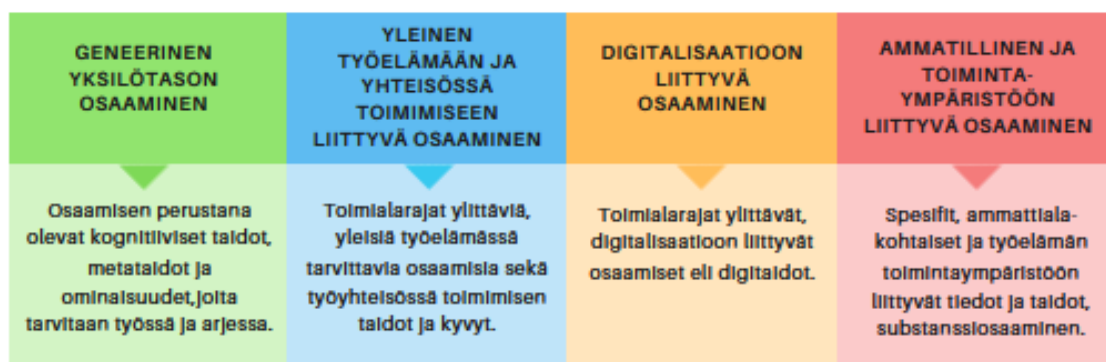 GENEERINEN
YKSILÖTASON
OSAAMINEN
Osaamisen perustana
olevat kognitiiviset taidot,
metataidot ja
ominaisuudet,joita
tarvitaan työssä ja arjessa.
YLEINEN
TYÖELÄMÄÄN JA
YHTEISÖSSÄ
TOIMIMISEEN
LIITTYVÄ OSAAMINEN
Toimialarajat ylittäviä,
yleisiä työelämässä
tarvittavia osaamisia sekä
työyhteisössä toimimisen
taidot ja kyvyt.
DIGITALISAATIOON
LIITTYVÄ
OSAAMINEN
Toimialarajat ylittävät,
digitalisaatioon liittyvät
osaamiset eli digitaidot.
AMMATILLINEN JA
TOIMINTA-
YMPÄRISTÖÖN
LIITTYVÄ OSAAMINEN
Spesifit, ammattiala-
kohtaiset ja työelämän
toimintaympäristöön
liittyvät tiedot ja taidot,
substanssiosaaminen.